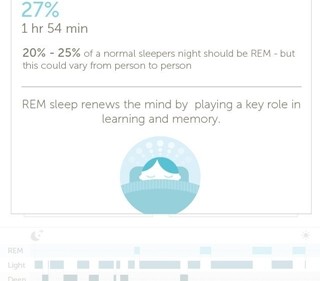 27%
1 hr 54 min
20% - 25% of a normal sleepers night should be REM - but
this could vary from person to person
REM sleep renews the mind by playing a key role in
learning and memory.
REM
Light
Deep